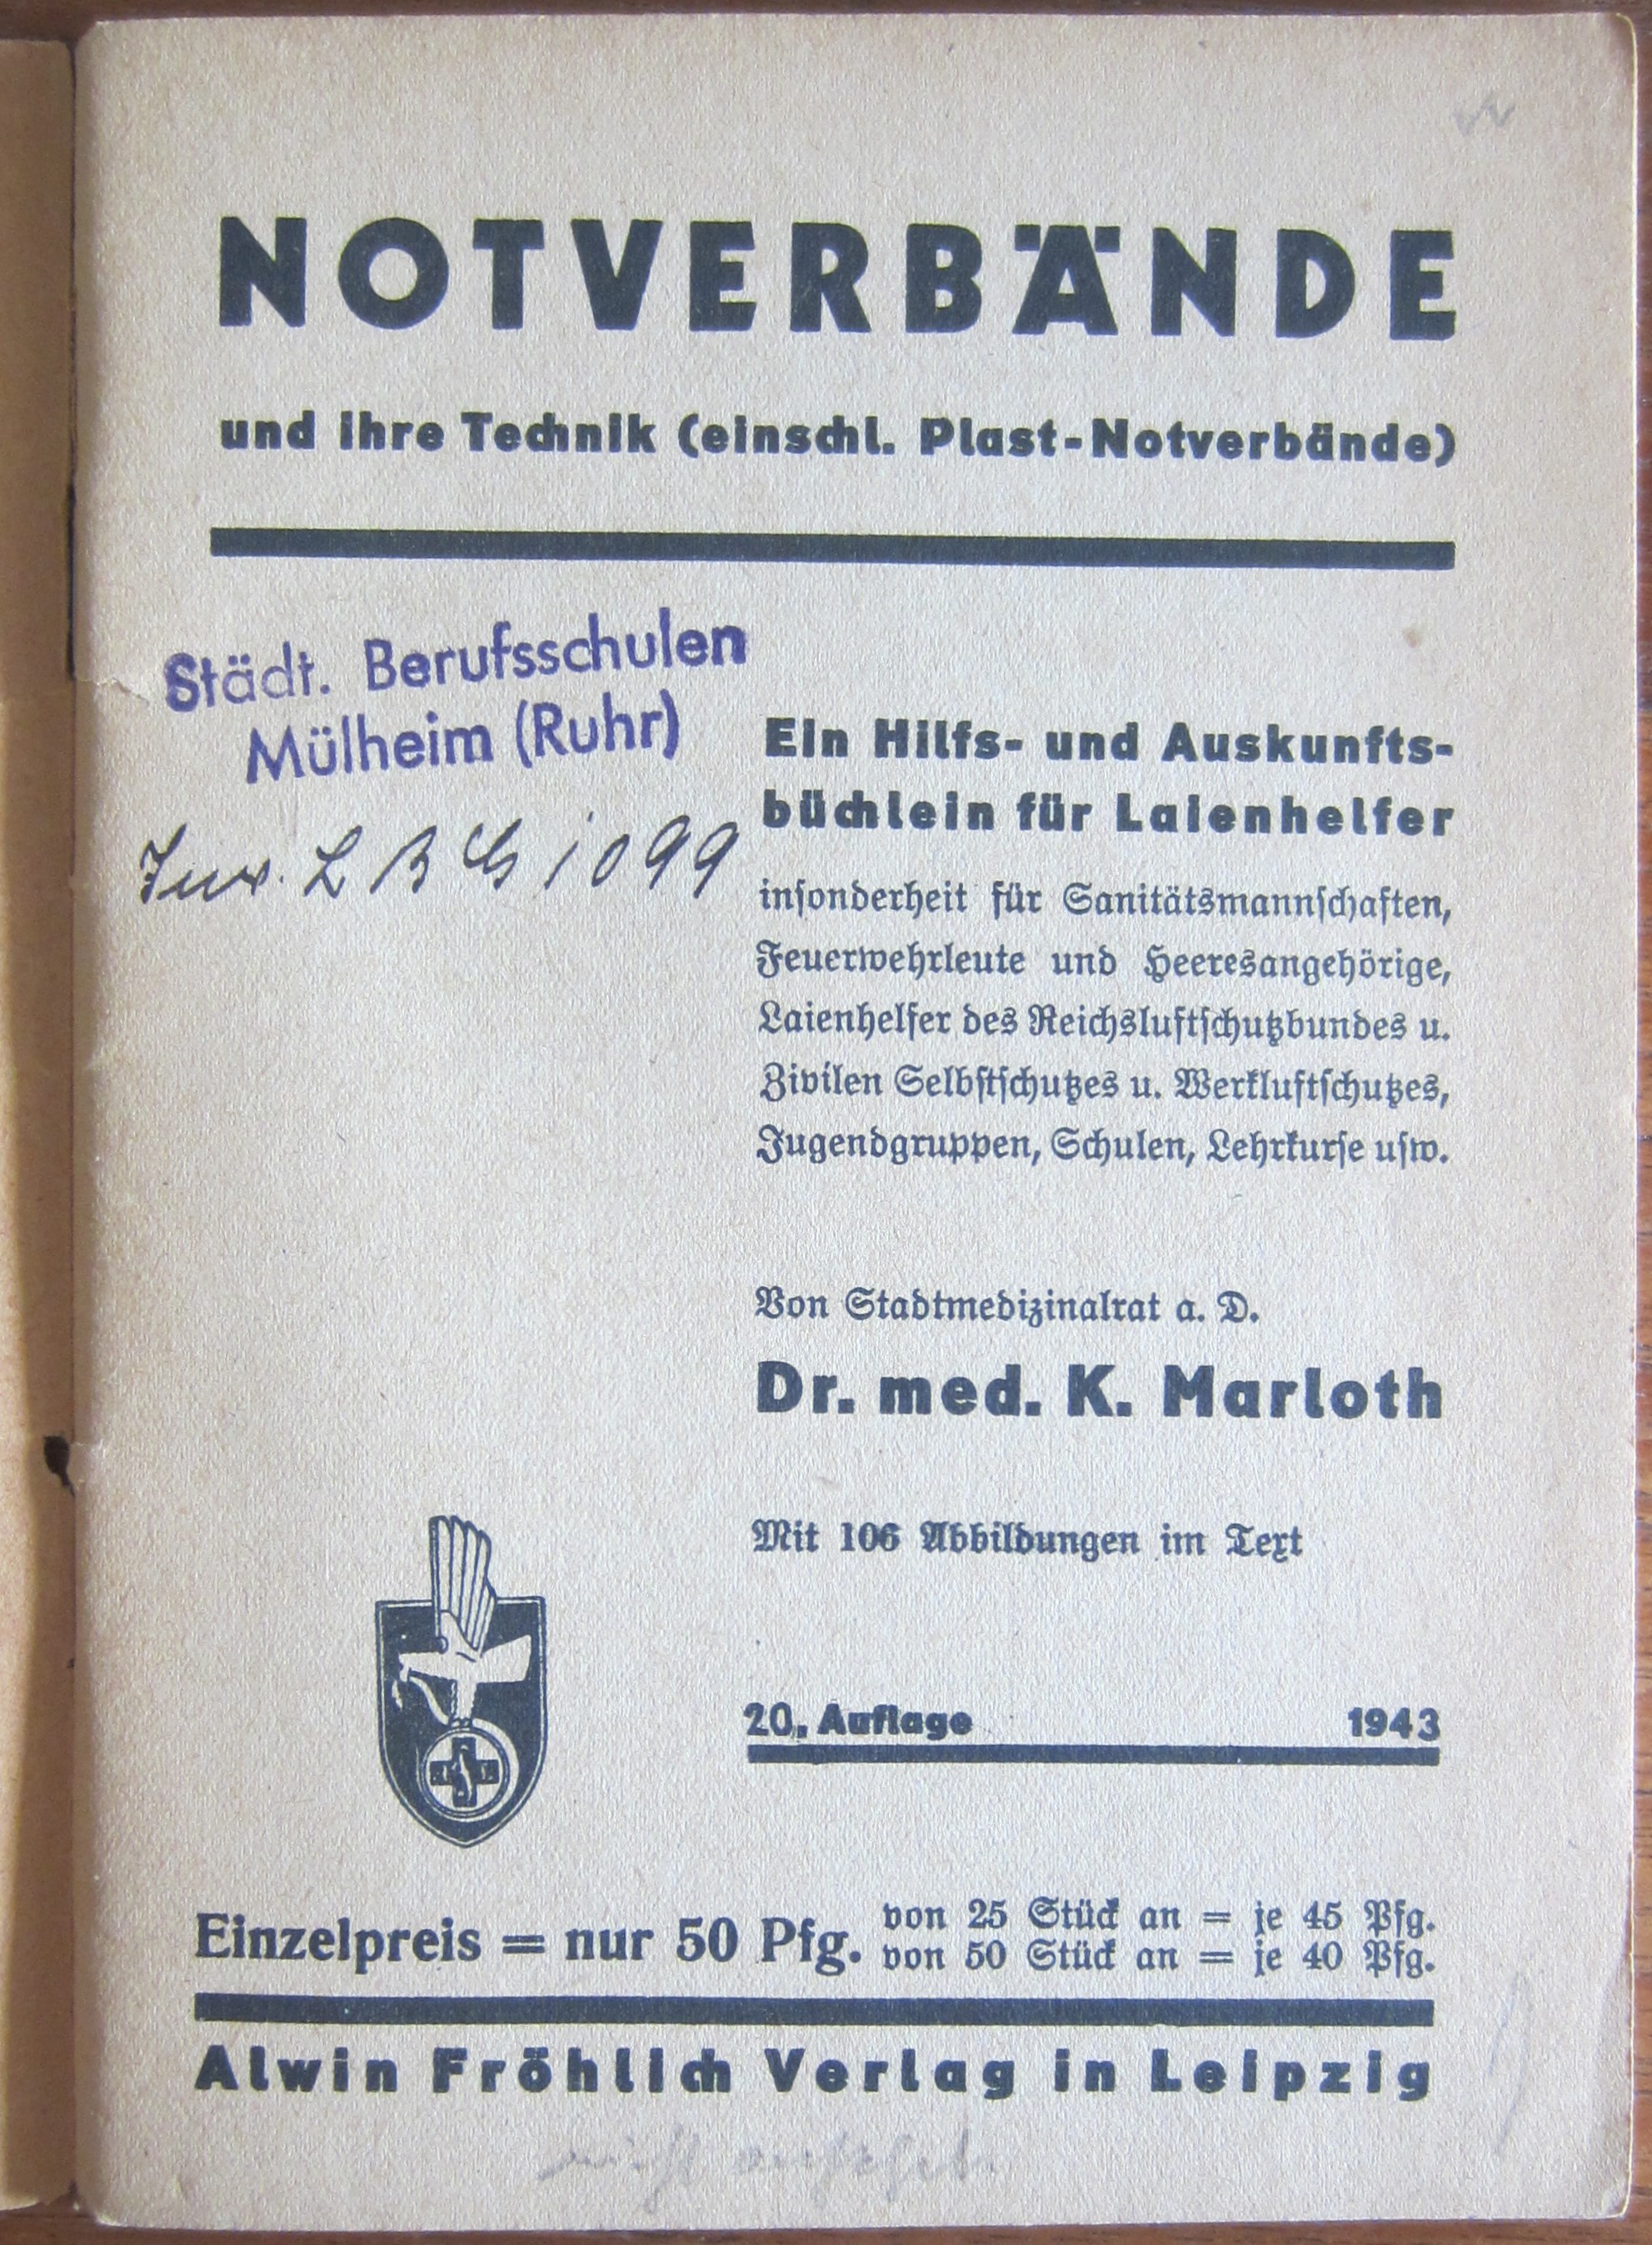 NOTVERBÄNDE
und ihre Technik (einschl. Plast-Notverbände)
Städt. Berufsschulen
Mülheim (Ruhr)
Inv. L B G 1099
Ein Hilfs- und Auskunfts-
büchlein für Laienhelfer
insonderheit für Sanitätsmannschaften,
Feuerwehrleute und Heeresangehörige,
Laienhelfer des Reichsluftschutzbundes u.
Zivilen Selbstschutzes u. Werkluftschutzes,
Jugendgruppen, Schulen, Lehrkurse usw.
Von Stadtmedizinalrat a. D.
Dr. med. K. Marloth
Mit 106 Abbildungen im Text
20. Auflage 1943
Einzelpreis = nur 50 Pfg.
von 25 Stück an = je 45 Pfg.
von 50 Stück an = je 40 Pfg.
Alwin Fröhlich Verlag in Leipzig
nicht